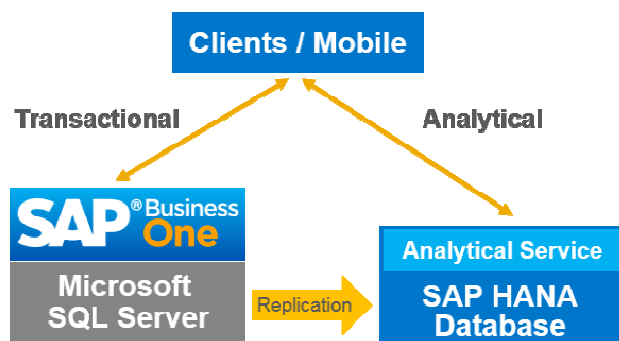 Clients / Mobile
Transactional
Analytical
SAP® Business One
Microsoft
SQL Server
Replication
Analytical Service
SAP HANA
Database